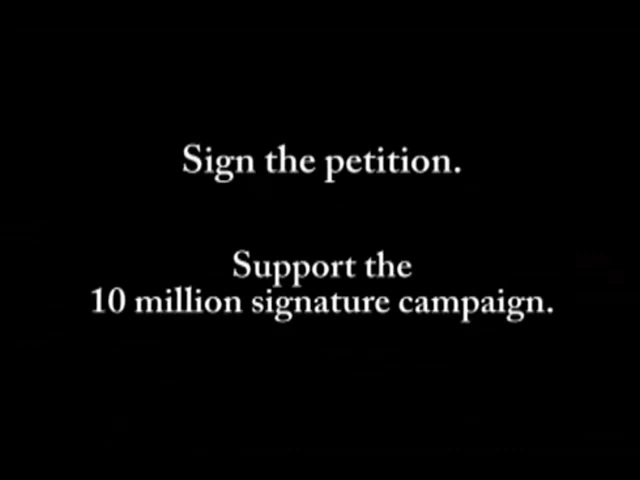 Sign the petition.
Support the
10 million signature campaign.